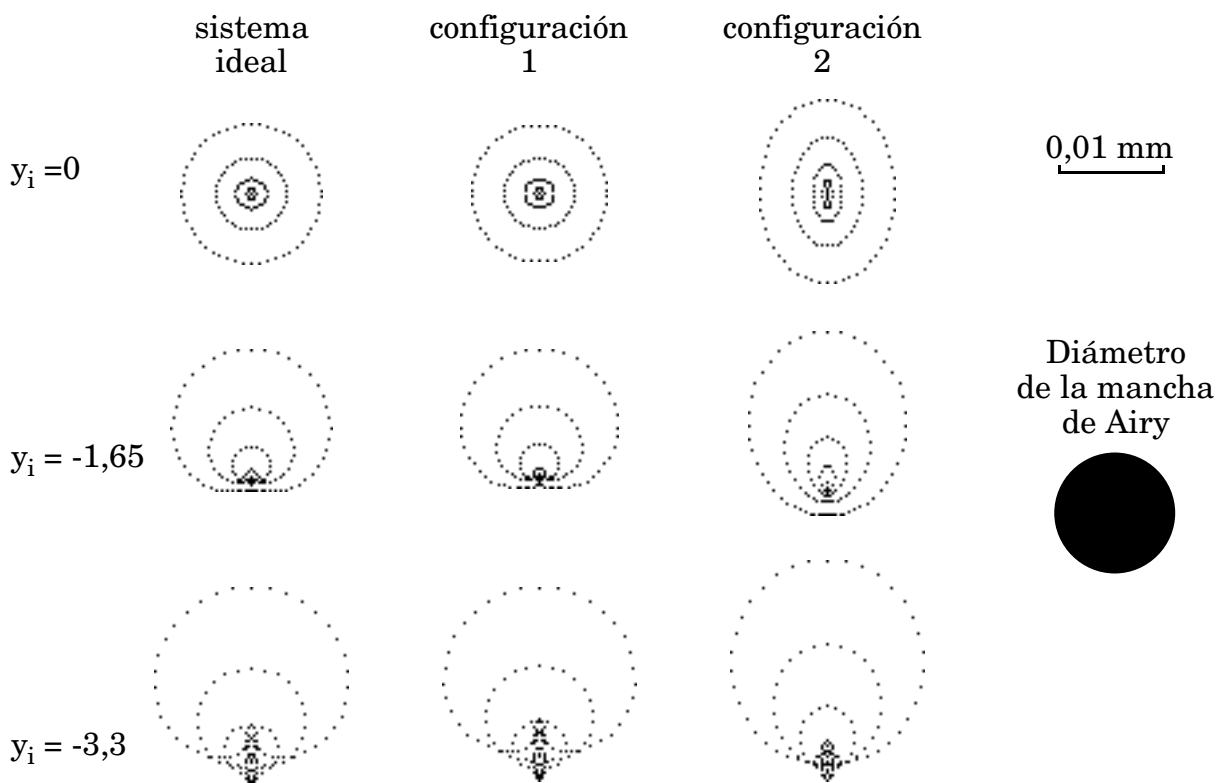 sistema
ideal
configuración
1
configuración
2
y_i =0
0,01 mm
y_i = -1,65
Diámetro
de la mancha
de Airy
y_i = -3,3